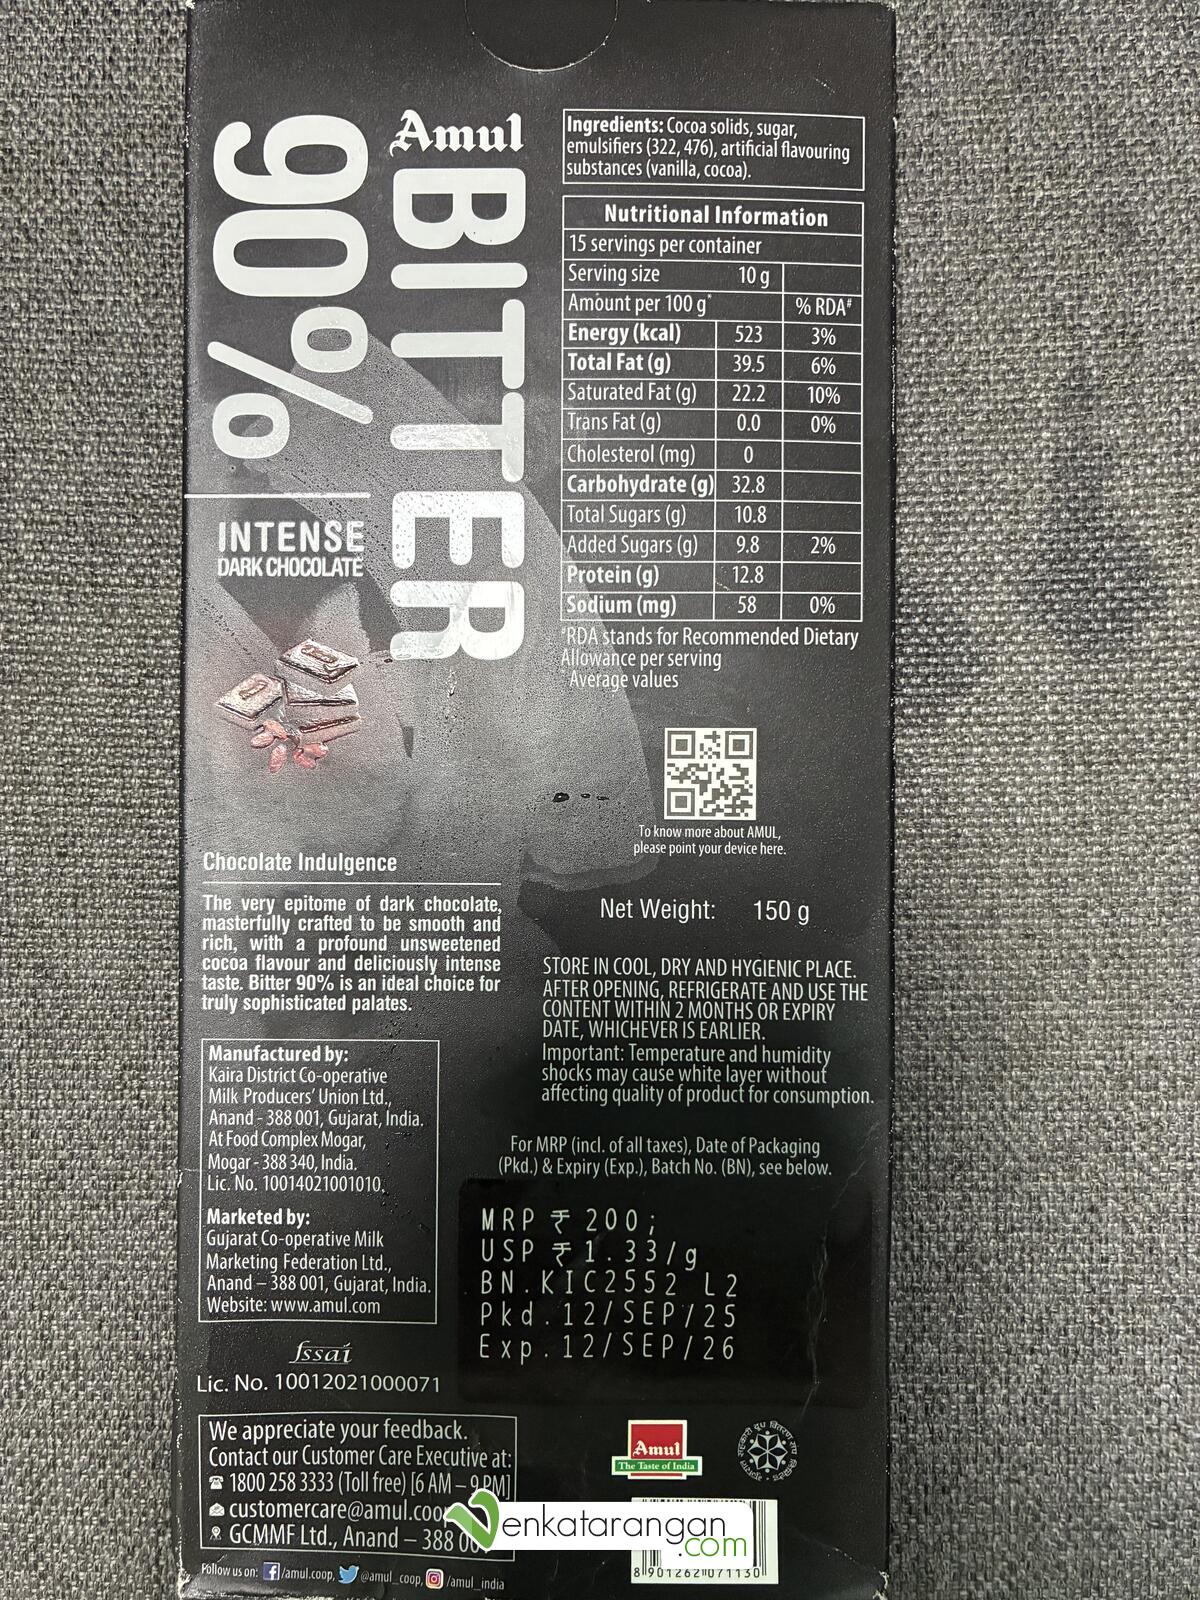 Amul
BITTER
90%
INTENSE
DARK CHOCOLATE
Chocolate Indulgence
The very epitome of dark chocolate,
masterfully crafted to be smooth and
rich, with a profound unsweetened
cocoa flavour and deliciously intense
taste. Bitter 90% is an ideal choice for
truly sophisticated palates.
Manufactured by:
Kaira District Co-operative
Milk Producers' Union Ltd.,
Anand - 388 001, Gujarat, India.
At Food Complex Mogar,
Mogar - 388 340, India.
Lic. No. 10014021001010.
Marketed by:
Gujarat Co-operative Milk
Marketing Federation Ltd.,
Anand – 388 001, Gujarat, India.
Website: www.amul.com
fssai
Lic. No. 10012021000071
We appreciate your feedback.
Contact our Customer Care Executive at:
1800 258 3333 (Toll free) [6 AM – 9 PM]
customercare@amul.coop
GCMMF Ltd., Anand – 388 00
Follow us on: /amul.coop, @amul_coop, /amul_india
Ingredients: Cocoa solids, sugar,
emulsifiers (322, 476), artificial flavouring
substances (vanilla, cocoa).
Nutritional Information
15 servings per container
Serving size 10 g
Amount per 100 g* % RDA#
Energy (kcal) 523 3%
Total Fat (g) 39.5 6%
Saturated Fat (g) 22.2 10%
Trans Fat (g) 0.0 0%
Cholesterol (mg) 0
Carbohydrate (g) 32.8
Total Sugars (g) 10.8
Added Sugars (g) 9.8 2%
Protein (g) 12.8
Sodium (mg) 58 0%
#RDA stands for Recommended Dietary
Allowance per serving
*Average values
To know more about AMUL,
please point your device here.
Net Weight: 150 g
STORE IN COOL, DRY AND HYGIENIC PLACE.
AFTER OPENING, REFRIGERATE AND USE THE
CONTENT WITHIN 2 MONTHS OR EXPIRY
DATE, WHICHEVER IS EARLIER.
Important: Temperature and humidity
shocks may cause white layer without
affecting quality of product for consumption.
For MRP (incl. of all taxes), Date of Packaging
(Pkd.) & Expiry (Exp.), Batch No. (BN), see below.
MRP ₹ 200;
USP ₹ 1.33/g
BN.KIC2552 L2
Pkd. 12/SEP/25
Exp. 12/SEP/26
Amul
The Taste of India
Venkatarangan
.com
8 901262 071130